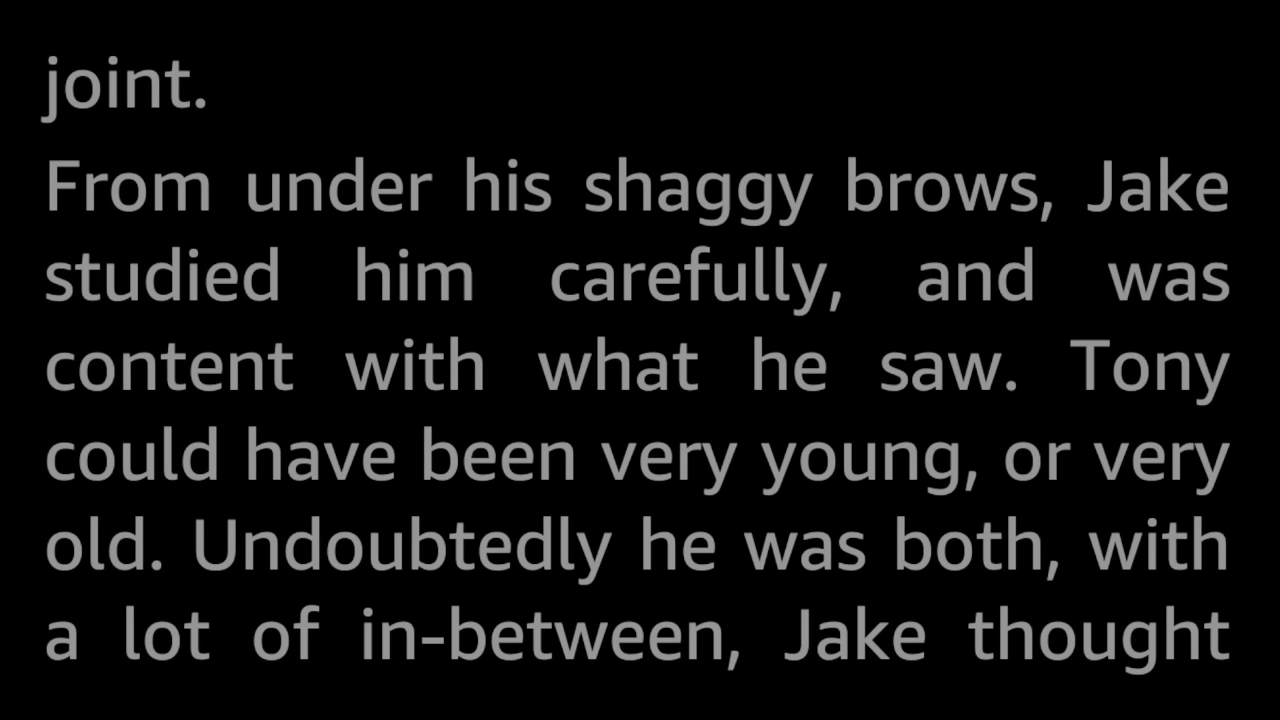 joint.
From under his shaggy brows, Jake
studied him carefully, and was
content with what he saw. Tony
could have been very young, or very
old. Undoubtedly he was both, with
a lot of in-between, Jake thought